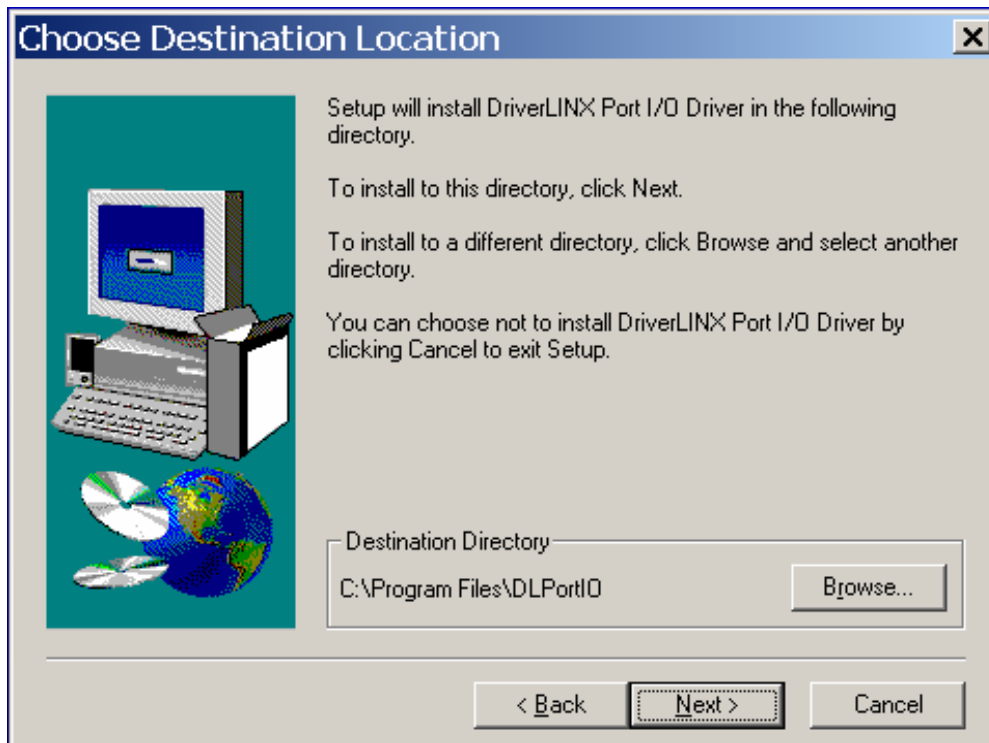 Choose Destination Location
Setup will install DriverLINX Port I/O Driver in the following
directory.
To install to this directory, click Next.
To install to a different directory, click Browse and select another
directory.
You can choose not to install DriverLINX Port I/O Driver by
clicking Cancel to exit Setup.
Destination Directory
C:\Program Files\DLPortIO
Browse...
< Back
Next >
Cancel